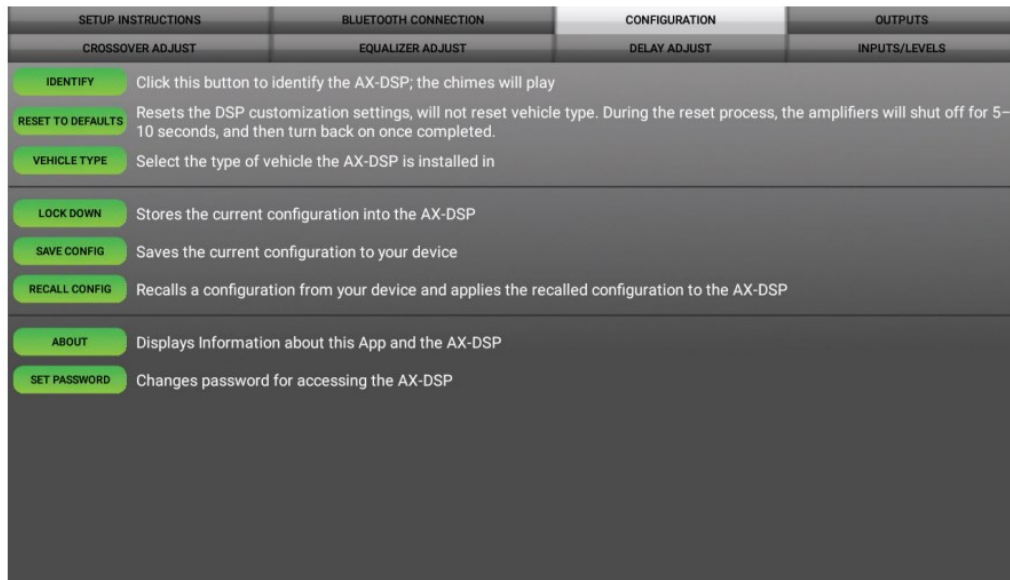 SETUP INSTRUCTIONS BLUETOOTH CONNECTION CONFIGURATION OUTPUTS
CROSSOVER ADJUST EQUALIZER ADJUST DELAY ADJUST INPUTS/LEVELS
IDENTIFY Click this button to identify the AX-DSP; the chimes will play
RESET TO DEFAULTS Resets the DSP customization settings, will not reset vehicle type. During the reset process, the amplifiers will shut off for 5–
10 seconds, and then turn back on once completed.
VEHICLE TYPE Select the type of vehicle the AX-DSP is installed in
LOCK DOWN Stores the current configuration into the AX-DSP
SAVE CONFIG Saves the current configuration to your device
RECALL CONFIG Recalls a configuration from your device and applies the recalled configuration to the AX-DSP
ABOUT Displays Information about this App and the AX-DSP
SET PASSWORD Changes password for accessing the AX-DSP